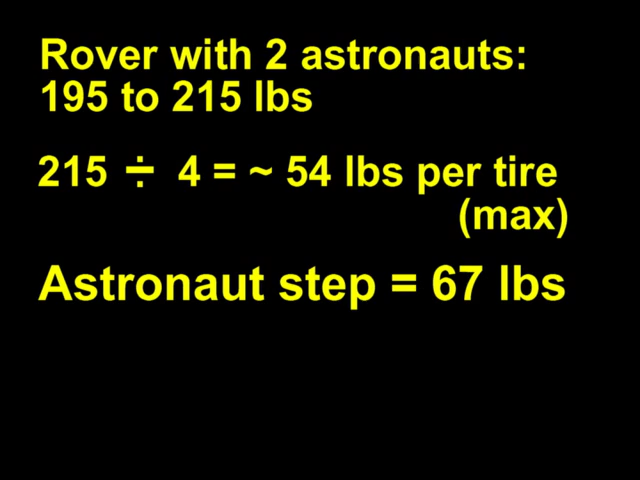 Rover with 2 astronauts:
195 to 215 lbs
215 ÷ 4 = ~ 54 lbs per tire
(max)
Astronaut step = 67 lbs